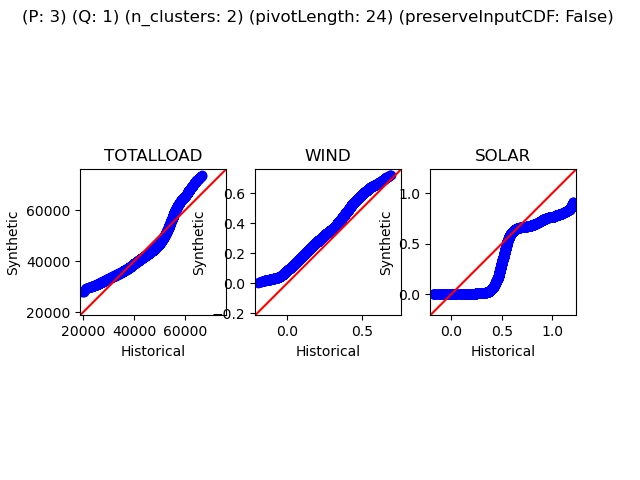 (P: 3) (Q: 1) (n_clusters: 2) (pivotLength: 24) (preserveInputCDF: False)
TOTALLOAD
WIND
SOLAR
Synthetic
60000
40000
20000
20000 40000 60000
Historical
Synthetic
0.6
0.4
0.2
0.0
−0.2
0.0 0.5
Historical
Synthetic
1.0
0.5
0.0
0.0 0.5 1.0
Historical